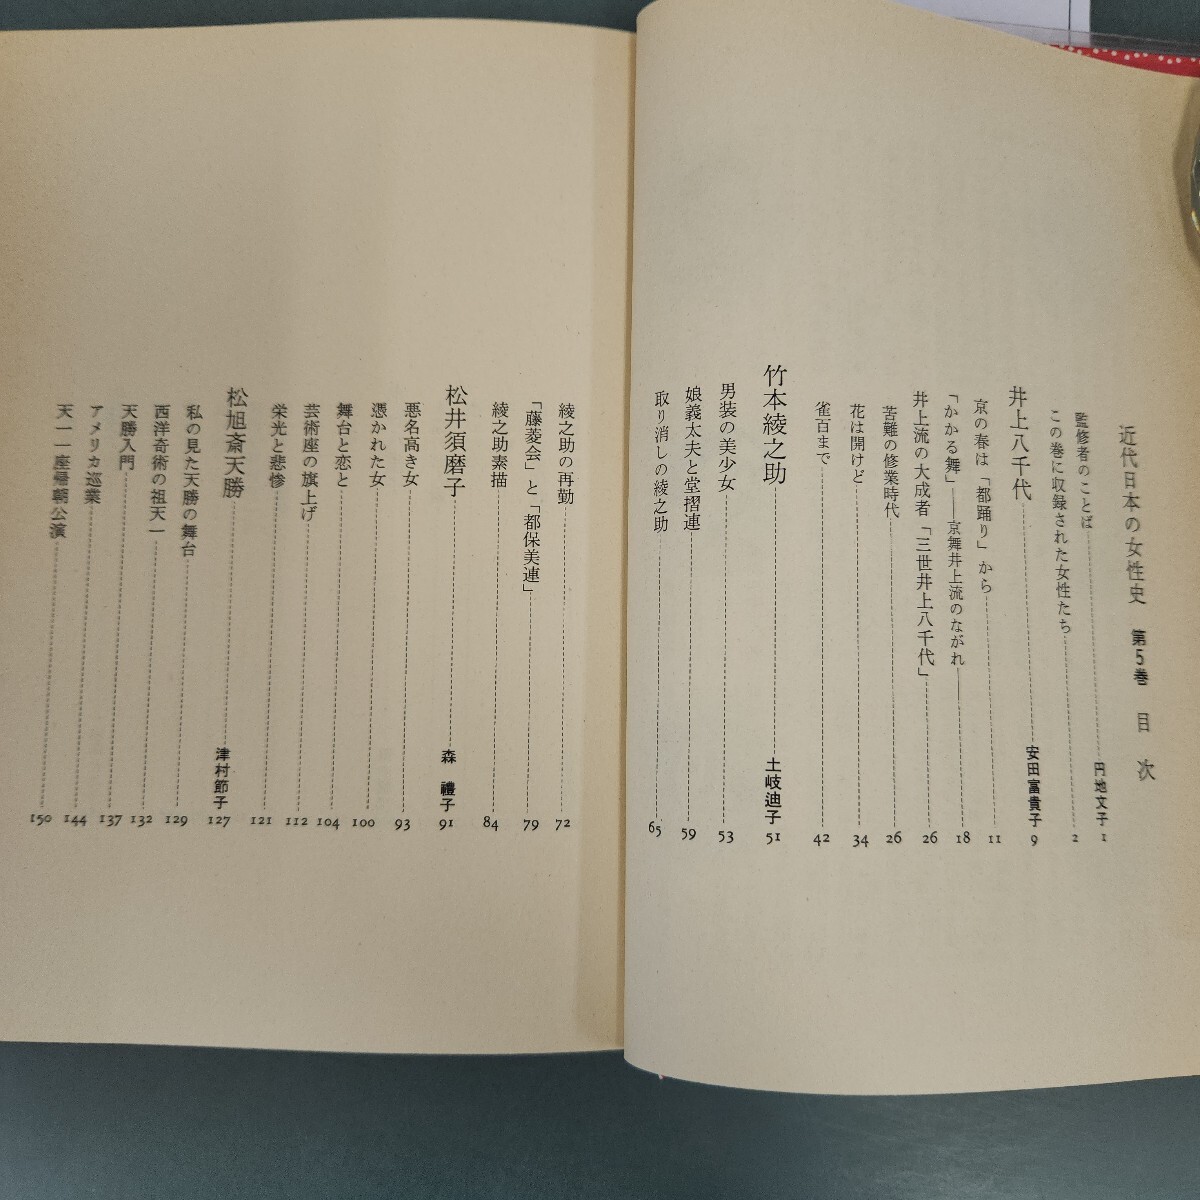 近代日本の女性史 第5巻 目次
監修者のことば 円地文子 1
この巻に収録された女性たち 2
井上八千代 安田富貴子 9
京の春は「都踊り」から 11
「かかる舞」――京舞井上流のながれ―― 18
井上流の大成者「三世井上八千代」 26
苦難の修業時代 26
花は開けど 34
雀百まで 42
竹本綾之助 土岐迪子 51
男装の美少女 53
娘義太夫と堂摺連 59
取り消しの綾之助 65
綾之助の再勤 72
「藤菱会」と「都保美連」 79
綾之助素描 84
松井須磨子 森禮子 91
悪名高き女 93
憑かれた女 100
舞台と恋と 104
芸術座の旗上げ 112
栄光と悲惨 121
松旭斎天勝 津村節子 127
私の見た天勝の舞台 129
西洋奇術の祖天一 132
天勝入門 137
アメリカ巡業 144
天一一座帰朝公演 150